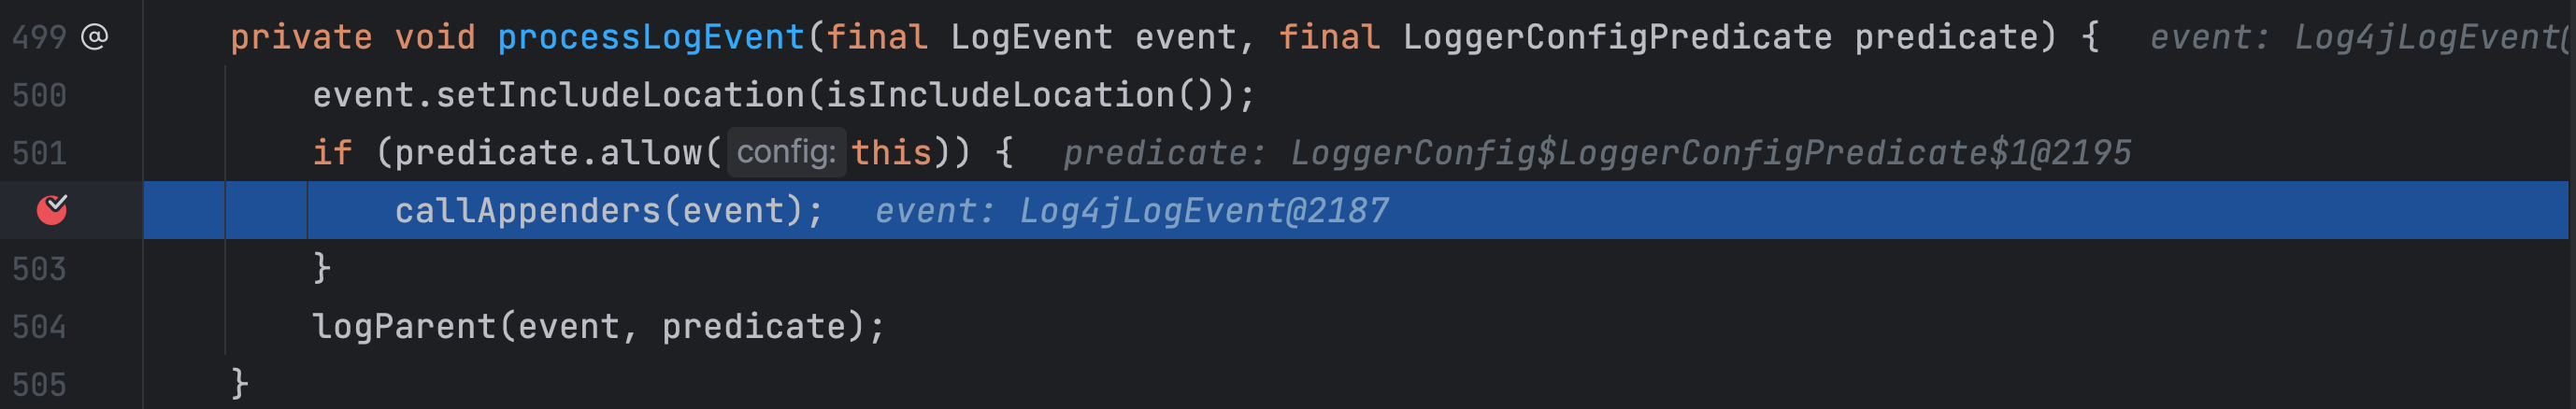 499 @ private void processLogEvent(final LogEvent event, final LoggerConfigPredicate predicate) { event: Log4jLogEvent@
500 event.setIncludeLocation(isIncludeLocation());
501 if (predicate.allow( config: this)) { predicate: LoggerConfig$LoggerConfigPredicate$1@2195
callAppenders(event); event: Log4jLogEvent@2187
503 }
504 logParent(event, predicate);
505 }